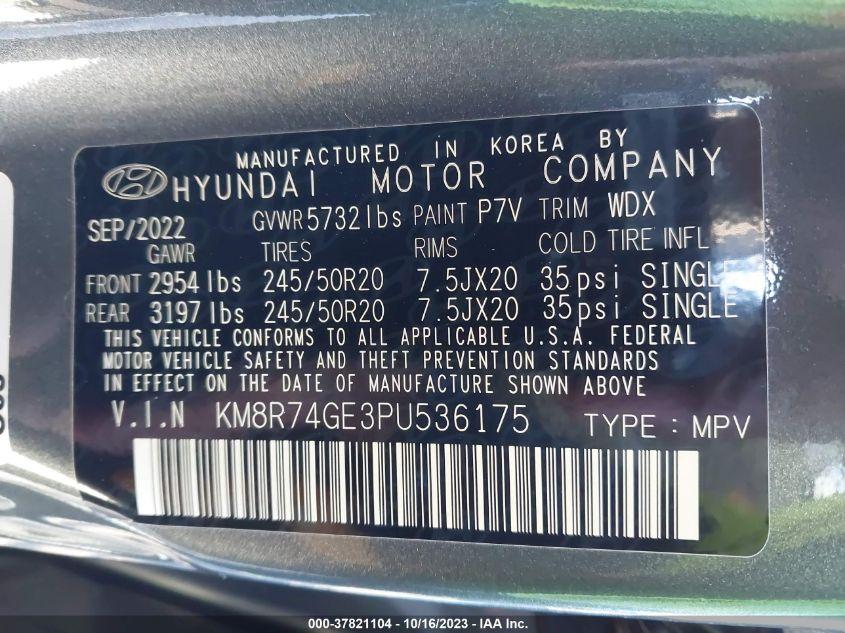 MANUFACTURED IN KOREA BY
HYUNDAI MOTOR COMPANY
SEP/2022 GVWR 5732 lbs PAINT P7V TRIM WDX
GAWR TIRES RIMS COLD TIRE INFL
FRONT 2954 lbs 245/50R20 7.5JX20 35psi SINGLE
REAR 3197 lbs 245/50R20 7.5JX20 35psi SINGLE
THIS VEHICLE CONFORMS TO ALL APPLICABLE U.S.A. FEDERAL
MOTOR VEHICLE SAFETY AND THEFT PREVENTION STANDARDS
IN EFFECT ON THE DATE OF MANUFACTURE SHOWN ABOVE
V.I.N KM8R74GE3PU536175 TYPE : MPV
000-37821104 - 10/16/2023 - IAA Inc.